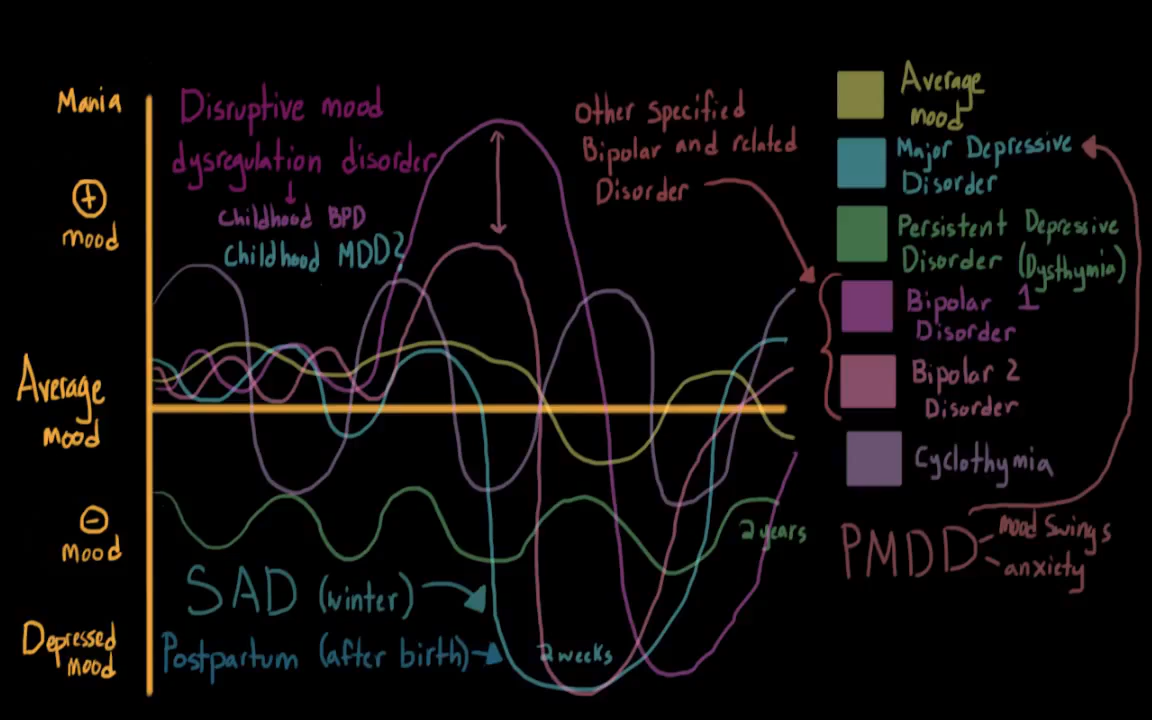 Mania
+
mood
Average
mood
-
mood
Depressed
mood
Disruptive mood
dysregulation disorder
Childhood BPD
Childhood MDD?
Other specified
Bipolar and related
Disorder
SAD (winter)
Postpartum (after birth)
2 weeks
2 years
Average
mood
Major Depressive
Disorder
Persistent Depressive
Disorder (Dysthymia)
Bipolar 1
Disorder
Bipolar 2
Disorder
Cyclothymia
PMDD
mood swings
anxiety